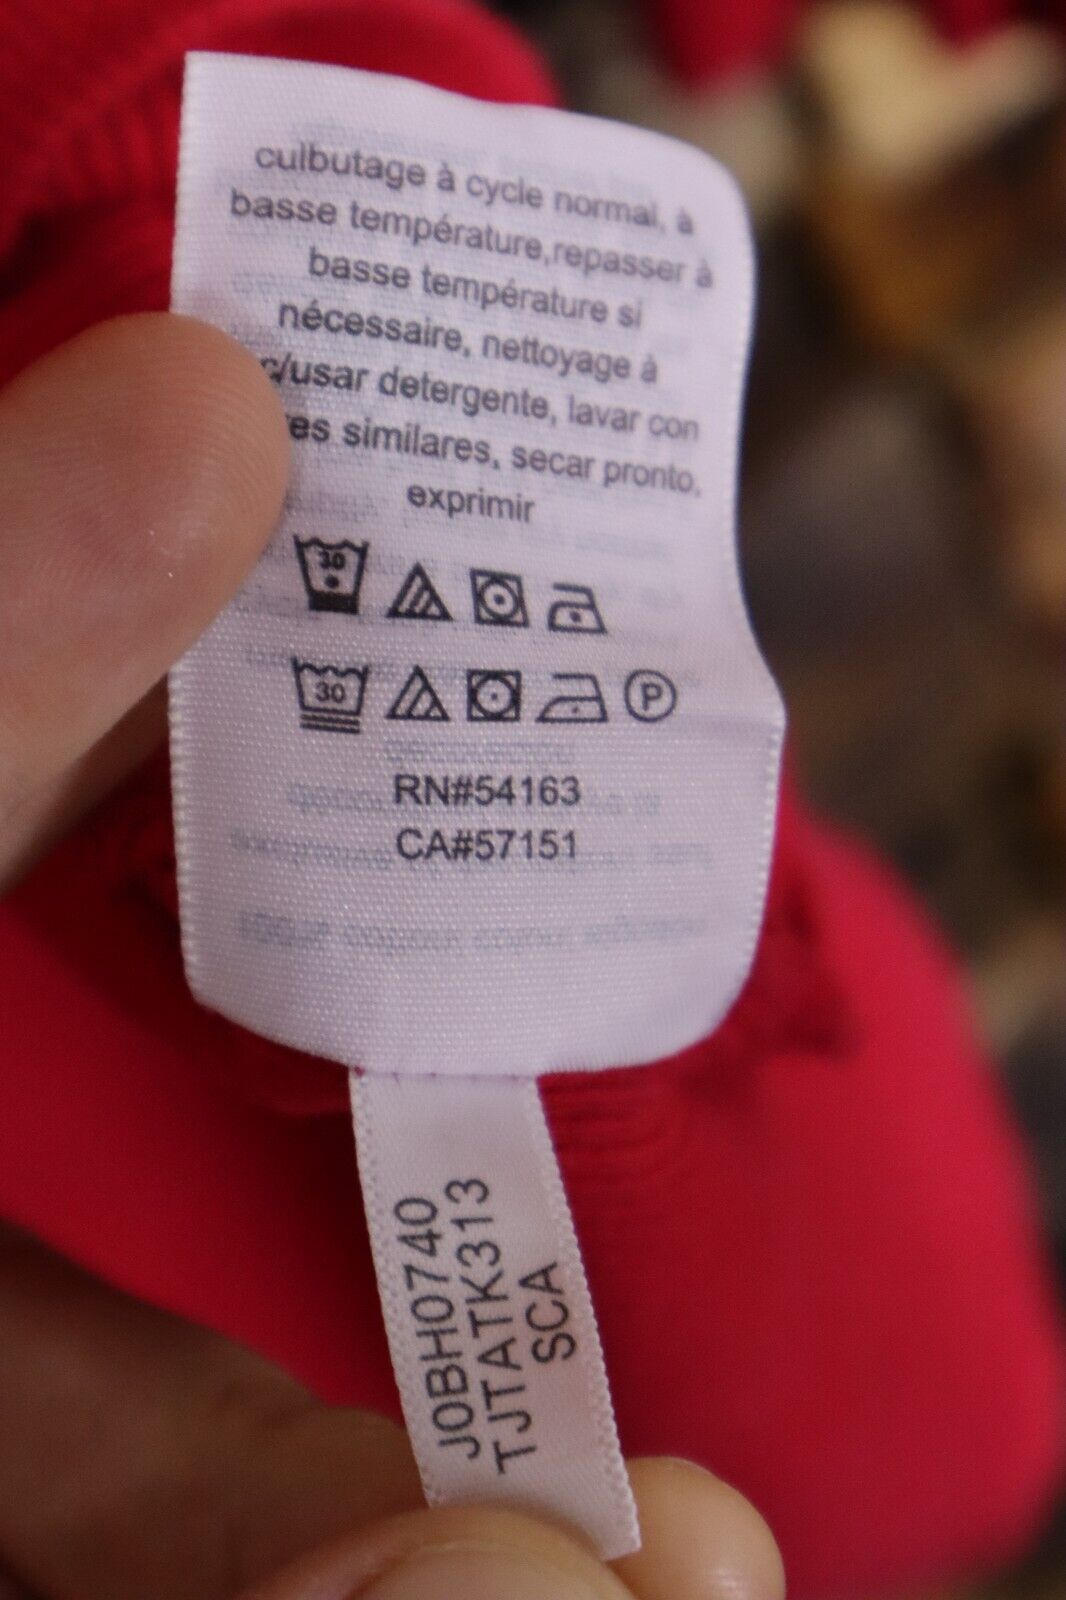 culbutage à cycle normal, à
basse température,repasser à
basse température si
nécessaire, nettoyage à
c/usar detergente, lavar con
res similares, secar pronto,
exprimir
30
30 P
RN#54163
CA#57151
J0BH0740
TJTATK313
SCA